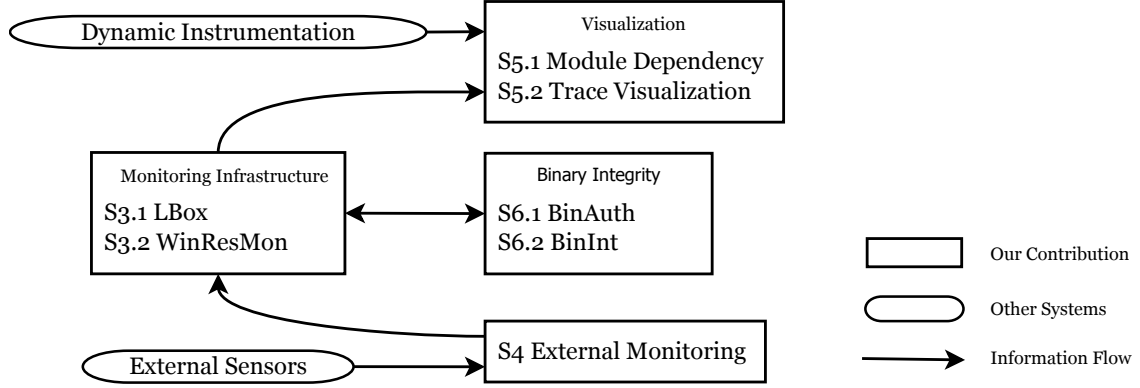 Dynamic Instrumentation
Visualization
S5.1 Module Dependency
S5.2 Trace Visualization
Monitoring Infrastructure
S3.1 LBox
S3.2 WinResMon
Binary Integrity
S6.1 BinAuth
S6.2 BinInt
S4 External Monitoring
External Sensors
Our Contribution
Other Systems
Information Flow